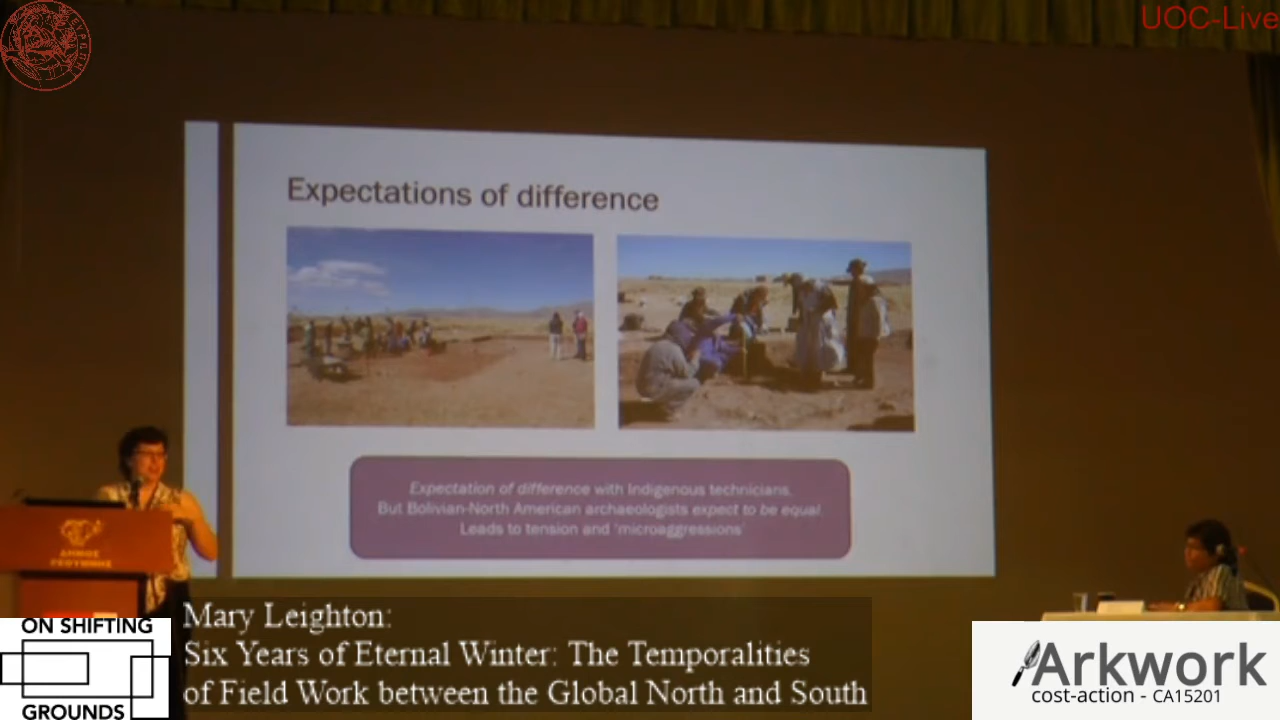 UOC-Live
Expectations of difference
Expectation of difference with Indigenous technicians.
But Bolivian-North American archaeologists expect to be equal
Leads to tension and 'microaggressions'
ΔΗΜΟΣ
ΡΕΘΥΜΝΗΣ
ON SHIFTING
GROUNDS
Mary Leighton:
Six Years of Eternal Winter: The Temporalities
of Field Work between the Global North and South
Arkwork
cost-action - CA15201